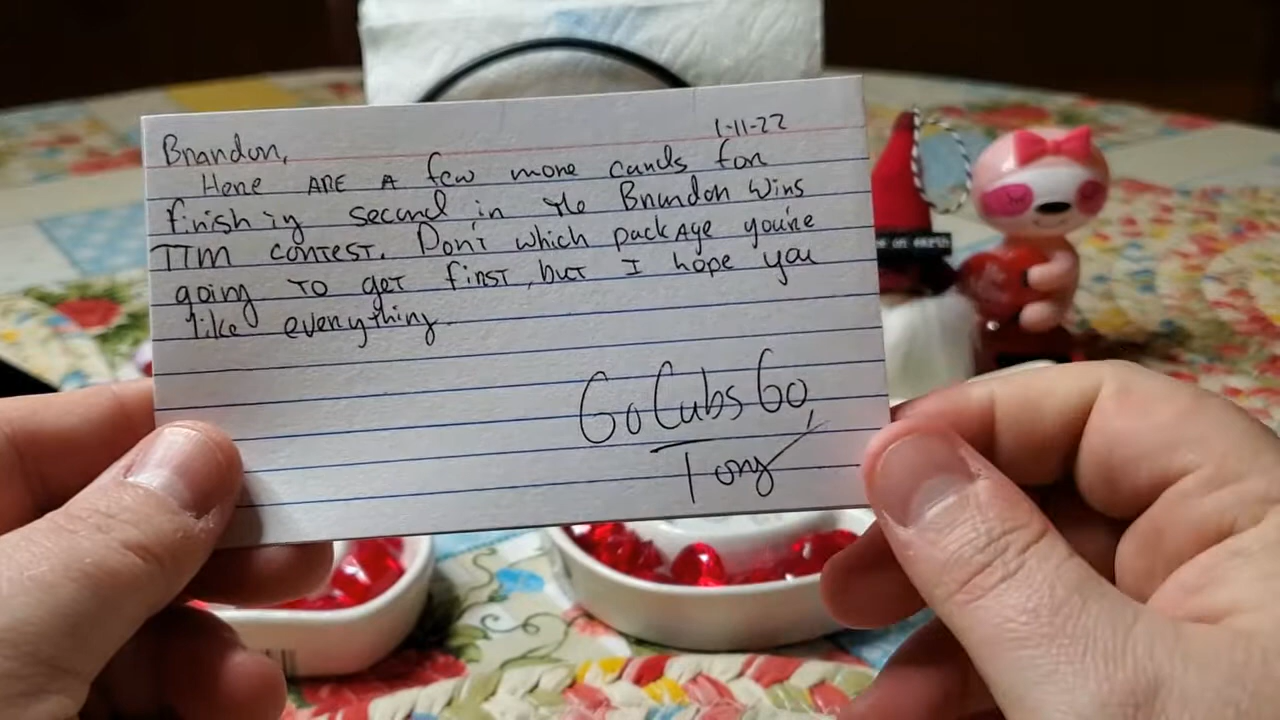 1-11-22
Brandon,
Here ARE A few more cards for
finishing second in the Brandon Wins
TTM contest. Don't which package you're
going to get first, but I hope you
like everything.
Go Cubs Go,
Tony